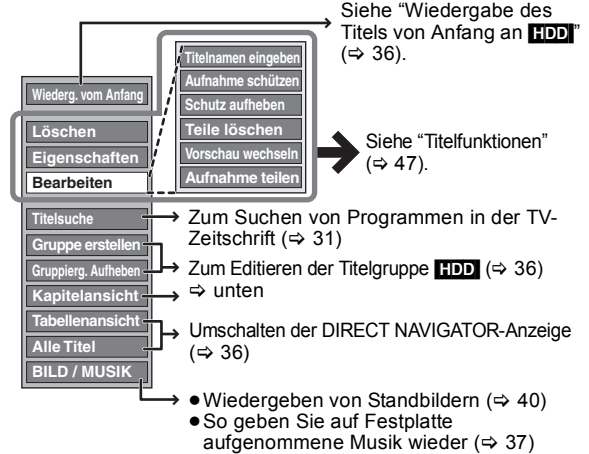 Siehe “Wiedergabe des
Titels von Anfang an HDD”
(⇨ 36).
Wiederg. vom Anfang
Löschen
Eigenschaften
Bearbeiten
Titelnamen eingeben
Aufnahme schützen
Schutz aufheben
Teile löschen
Vorschau wechseln
Aufnahme teilen
Siehe “Titelfunktionen”
(⇨ 47).
Titelsuche
Zum Suchen von Programmen in der TV-
Zeitschrift (⇨ 31)
Gruppe erstellen
Gruppierg. Aufheben
Zum Editieren der Titelgruppe HDD (⇨ 36)
Kapitelansicht
⇨ unten
Tabellenansicht
Alle Titel
Umschalten der DIRECT NAVIGATOR-Anzeige
(⇨ 36)
BILD / MUSIK
●Wiedergeben von Standbildern (⇨ 40)
●So geben Sie auf Festplatte
aufgenommene Musik wieder (⇨ 37)